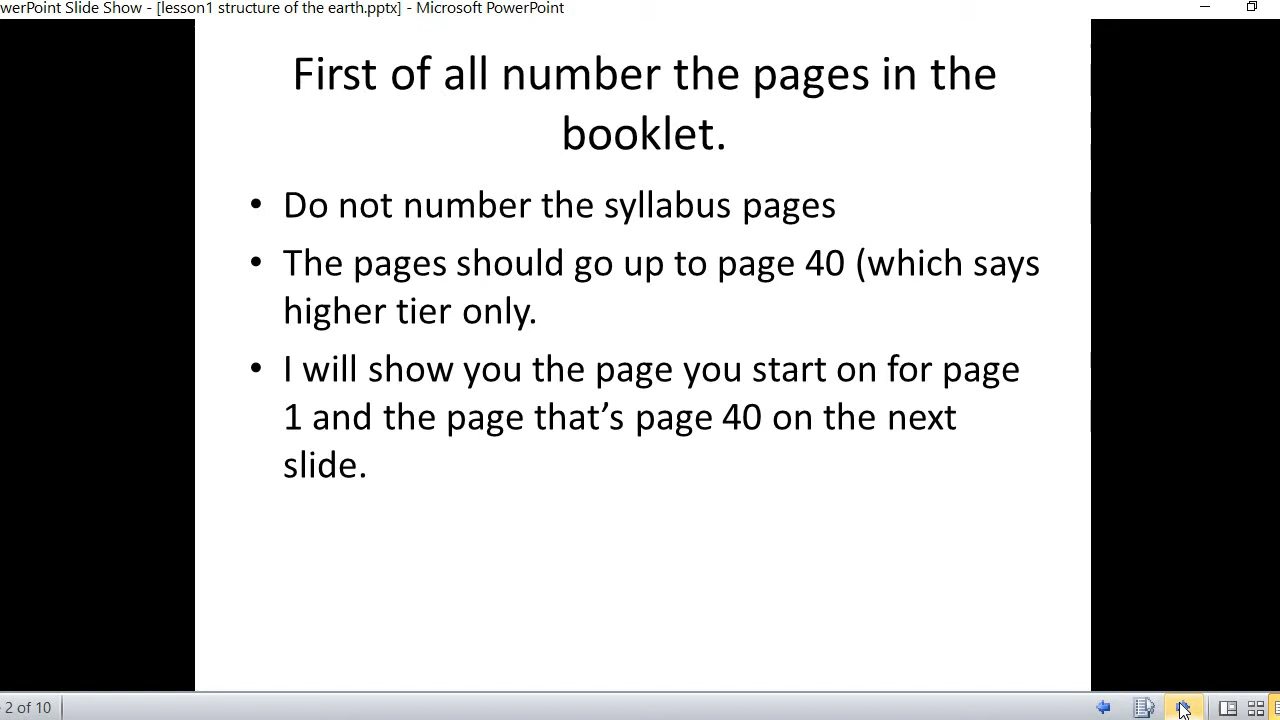 werPoint Slide Show - [lesson1 structure of the earth.pptx] - Microsoft PowerPoint
First of all number the pages in the
booklet.
• Do not number the syllabus pages
• The pages should go up to page 40 (which says
higher tier only.
• I will show you the page you start on for page
1 and the page that’s page 40 on the next
slide.
2 of 10